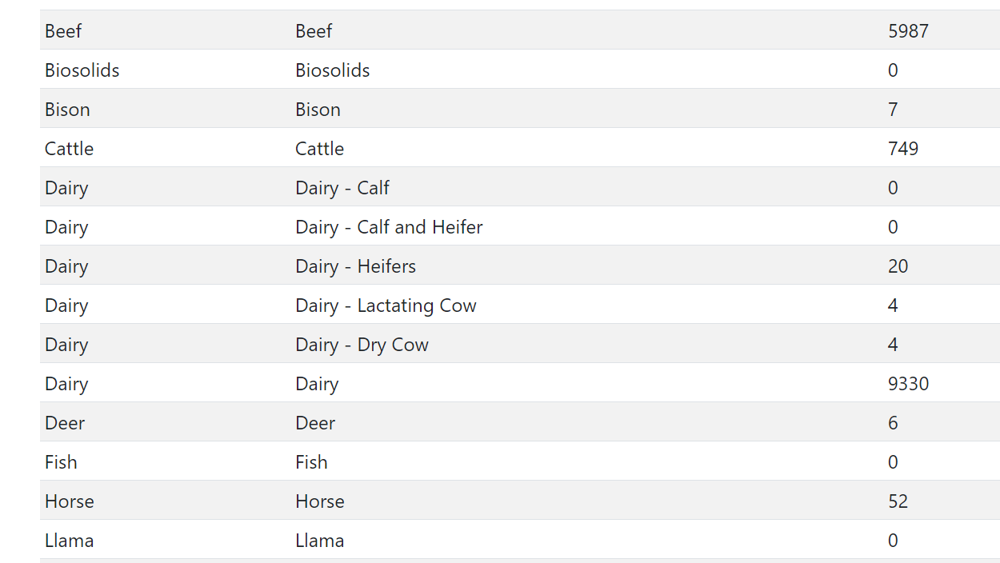 Beef Beef 5987
Biosolids Biosolids 0
Bison Bison 7
Cattle Cattle 749
Dairy Dairy - Calf 0
Dairy Dairy - Calf and Heifer 0
Dairy Dairy - Heifers 20
Dairy Dairy - Lactating Cow 4
Dairy Dairy - Dry Cow 4
Dairy Dairy 9330
Deer Deer 6
Fish Fish 0
Horse Horse 52
Llama Llama 0